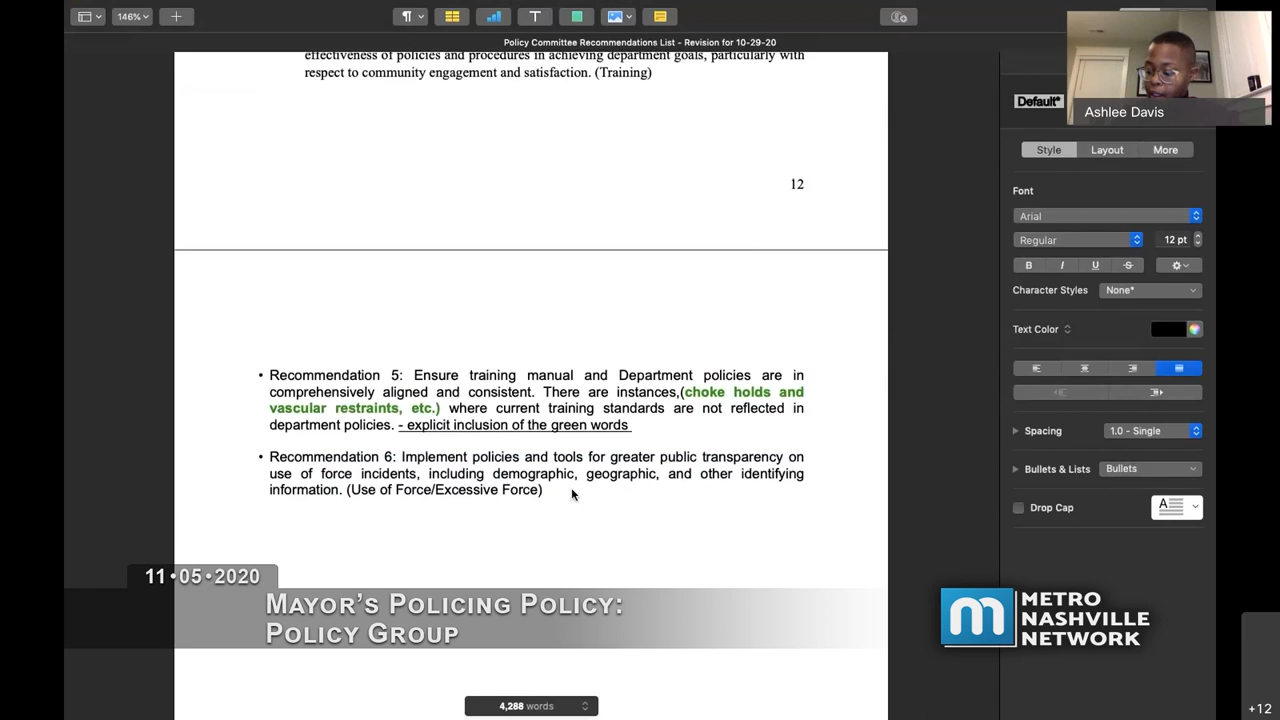 146%
Policy Committee Recommendations List - Revision for 10-29-20
effectiveness of policies and procedures in achieving department goals, particularly with
respect to community engagement and satisfaction. (Training)
12
• Recommendation 5: Ensure training manual and Department policies are in
comprehensively aligned and consistent. There are instances,(choke holds and
vascular restraints, etc.) where current training standards are not reflected in
department policies. - explicit inclusion of the green words
• Recommendation 6: Implement policies and tools for greater public transparency on
use of force incidents, including demographic, geographic, and other identifying
information. (Use of Force/Excessive Force)
4,288 words
Ashlee Davis
Default*
Style Layout More
Font
Arial
Regular 12 pt
B I U S
Character Styles None*
Text Color
Spacing 1.0 - Single
Bullets & Lists Bullets
Drop Cap
11•05•2020
MAYOR'S POLICING POLICY:
POLICY GROUP
m METRO
NASHVILLE
NETWORK
+12